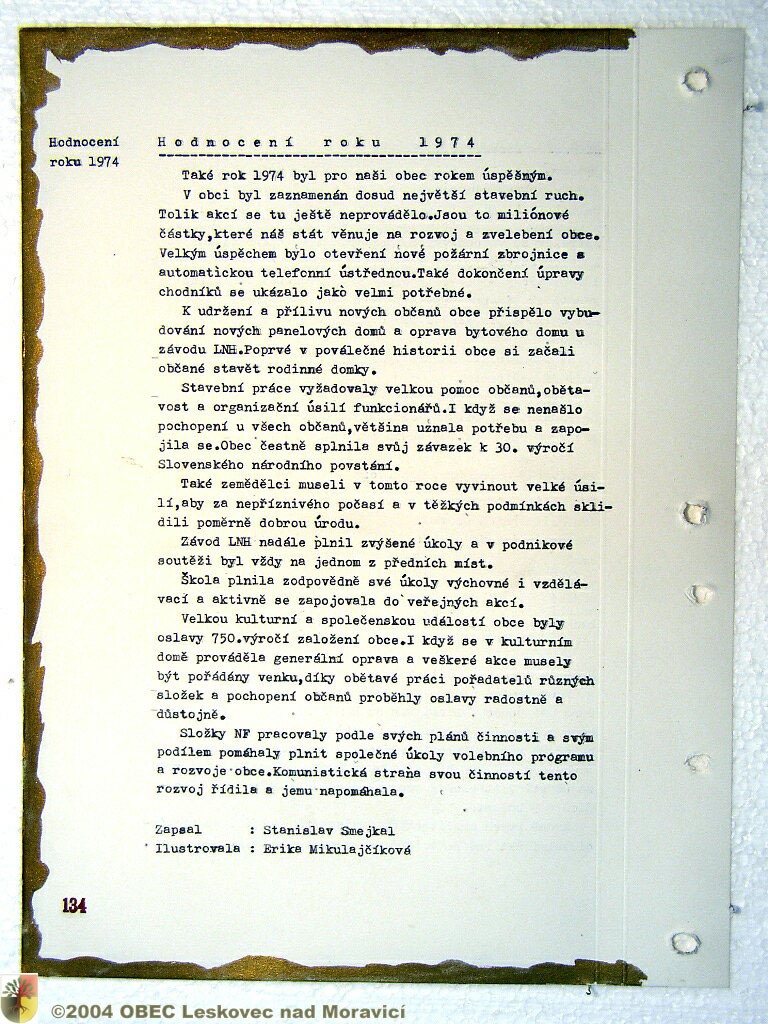 Hodnocení
roku 1974
Hodnocení roku 1974
Také rok 1974 byl pro naši obec rokem úspěšným.
V obci byl zaznamenán dosud největší stavební ruch.
Tolik akcí se tu ještě neprovádělo.Jsou to miliónové
částky,které náš stát věnuje na rozvoj a zvelebení obce.
Velkým úspěchem bylo otevření nové požární zbrojnice s
automatickou telefonní ústřednou.Také dokončení úpravy
chodníků se ukázalo jako velmi potřebné.
K udržení a přílivu nových občanů obce přispělo vybu-
dování nových panelových domů a oprava bytového domu u
závodu LNH.Poprvé v poválečné historii obce si začali
občané stavět rodinné domky.
Stavební práce vyžadovaly velkou pomoc občanů,oběta-
vost a organizační úsilí funkcionářů.I když se nenašlo
pochopení u všech občanů,většina uznala potřebu a zapo-
jila se.Obec čestně splnila svůj závazek k 30. výročí
Slovenského národního povstání.
Také zemědělci museli v tomto roce vyvinout velké úsi-
lí,aby za nepříznivého počasí a v těžkých podmínkách skli-
dili poměrně dobrou úrodu.
Závod LNH nadále plnil zvýšené úkoly a v podnikové
soutěži byl vždy na jednom z předních míst.
Škola plnila zodpovědně své úkoly výchovné i vzdělá-
vací a aktivně se zapojovala do veřejných akcí.
Velkou kulturní a společenskou událostí obce byly
oslavy 750.výročí založení obce.I když se v kulturním
domě prováděla generální oprava a veškeré akce musely
být pořádány venku,díky obětavé práci pořadatelů různých
složek a pochopení občanů proběhly oslavy radostně a
důstojně.
Složky NF pracovaly podle svých plánů činnosti a svým
podílem pomáhaly plnit společné úkoly volebního programu
a rozvoje obce.Komunistická strana svou činností tento
rozvoj řídila a jemu napomáhala.
Zapsal : Stanislav Smejkal
Ilustrovala : Erika Mikulajčíková
134
©2004 OBEC Leskovec nad Moravicí